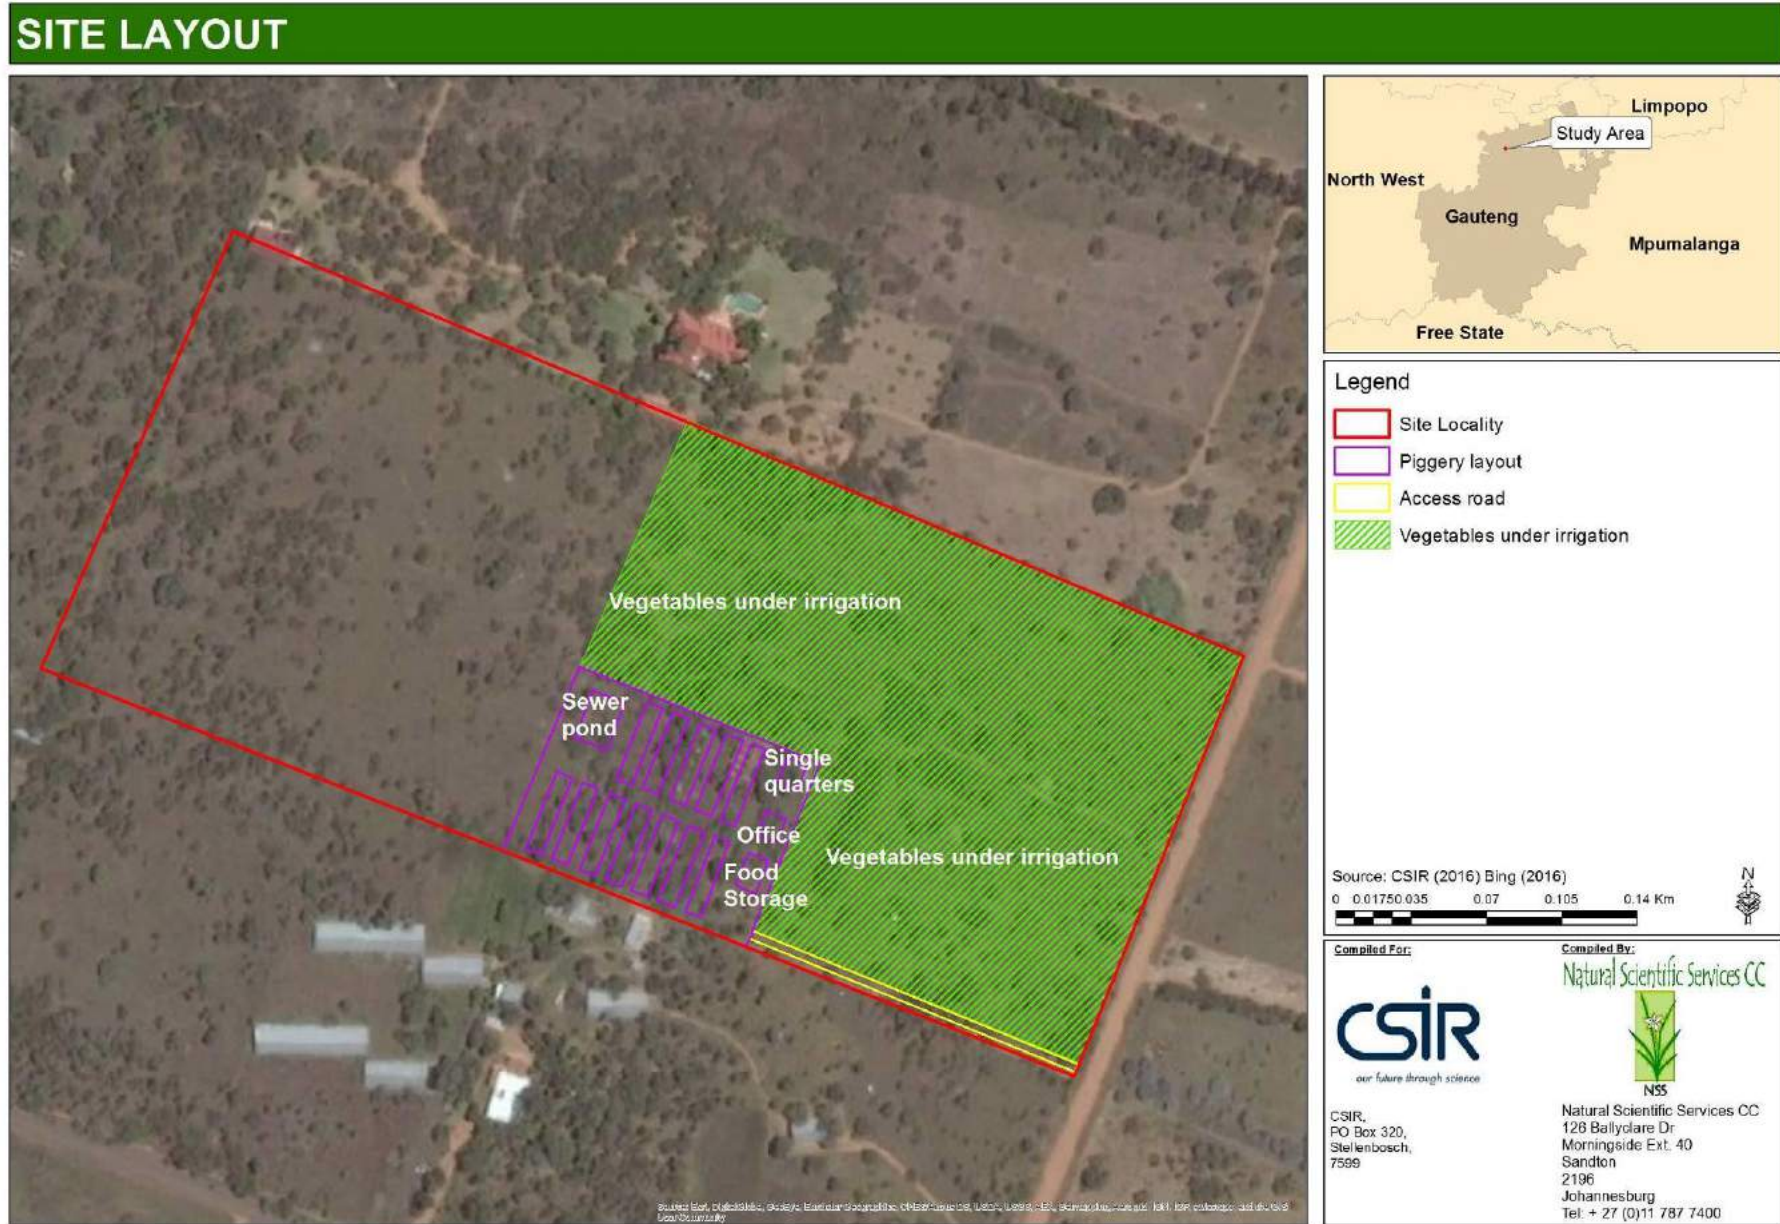 SITE LAYOUT
Vegetables under irrigation
Sewer
pond
Single
quarters
Office
Food
Storage
Vegetables under irrigation
Limpopo
Study Area
North West
Gauteng
Mpumalanga
Free State
Legend
Site Locality
Piggery layout
Access road
Vegetables under irrigation
Source: CSIR (2016) Bing (2016)
0 0.01750.035 0.07 0.105 0.14 Km
N
Compiled For:
CSIR
our future through science
CSIR,
PO Box 320,
Stellenbosch,
7599
Compiled By:
Natural Scientific Services CC
NSS
Natural Scientific Services CC
126 Ballyclare Dr
Morningside Ext. 40
Sandton
2196
Johannesburg
Tel: + 27 (0)11 787 7400